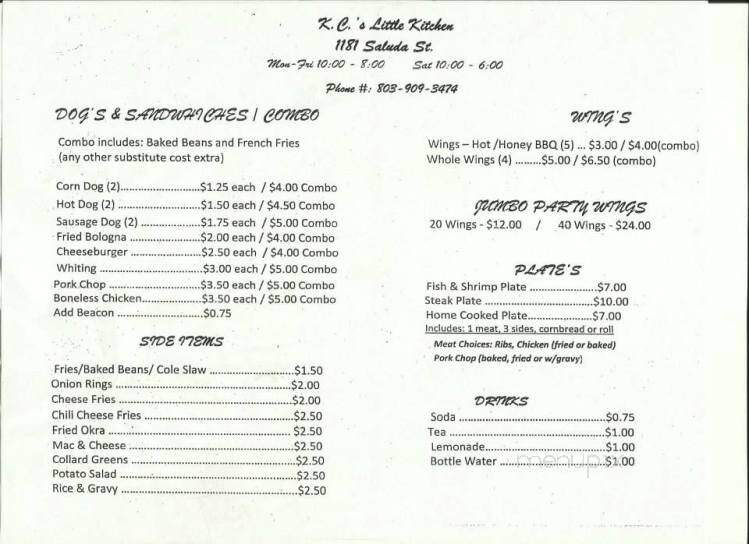 K.C.'s Little Kitchen
1181 Saluda St.
Mon-Fri 10:00 - 8:00 Sat 10:00 - 6:00
Phone #: 803-909-3474
DOG'S & SANDWHICHES / COMBO
Combo includes: Baked Beans and French Fries
(any other substitute cost extra)
Corn Dog (2)..........................$1.25 each / $4.00 Combo
Hot Dog (2) ...........................$1.50 each / $4.50 Combo
Sausage Dog (2) ...................$1.75 each / $5.00 Combo
Fried Bologna .......................$2.00 each / $4.00 Combo
Cheeseburger .......................$2.50 each / $4.00 Combo
Whiting .................................$3.00 each / $5.00 Combo
Pork Chop .............................$3.50 each / $5.00 Combo
Boneless Chicken...................$3.50 each / $5.00 Combo
Add Beacon ............................$0.75
SIDE ITEMS
Fries/Baked Beans/ Cole Slaw ......................$1.50
Onion Rings ..................................................$2.00
Cheese Fries ..................................................$2.00
Chili Cheese Fries ..........................................$2.50
Fried Okra ..................................................... $2.50
Mac & Cheese ...............................................$2.50
Collard Greens ..............................................$2.50
Potato Salad ..................................................$2.50
Rice & Gravy ..................................................$2.50
WING'S
Wings – Hot /Honey BBQ (5) ... $3.00 / $4.00(combo)
Whole Wings (4) .........$5.00 / $6.50 (combo)
JUMBO PARTY WINGS
20 Wings - $12.00 / 40 Wings - $24.00
PLATE'S
Fish & Shrimp Plate ......................$7.00
Steak Plate ....................................$10.00
Home Cooked Plate.......................$7.00
Includes: 1 meat, 3 sides, cornbread or roll
Meat Choices: Ribs, Chicken (fried or baked)
Pork Chop (baked, fried or w/gravy)
DRINKS
Soda ................................................$0.75
Tea ...................................................$1.00
Lemonade.......................................$1.00
Bottle Water ...................................$1.00